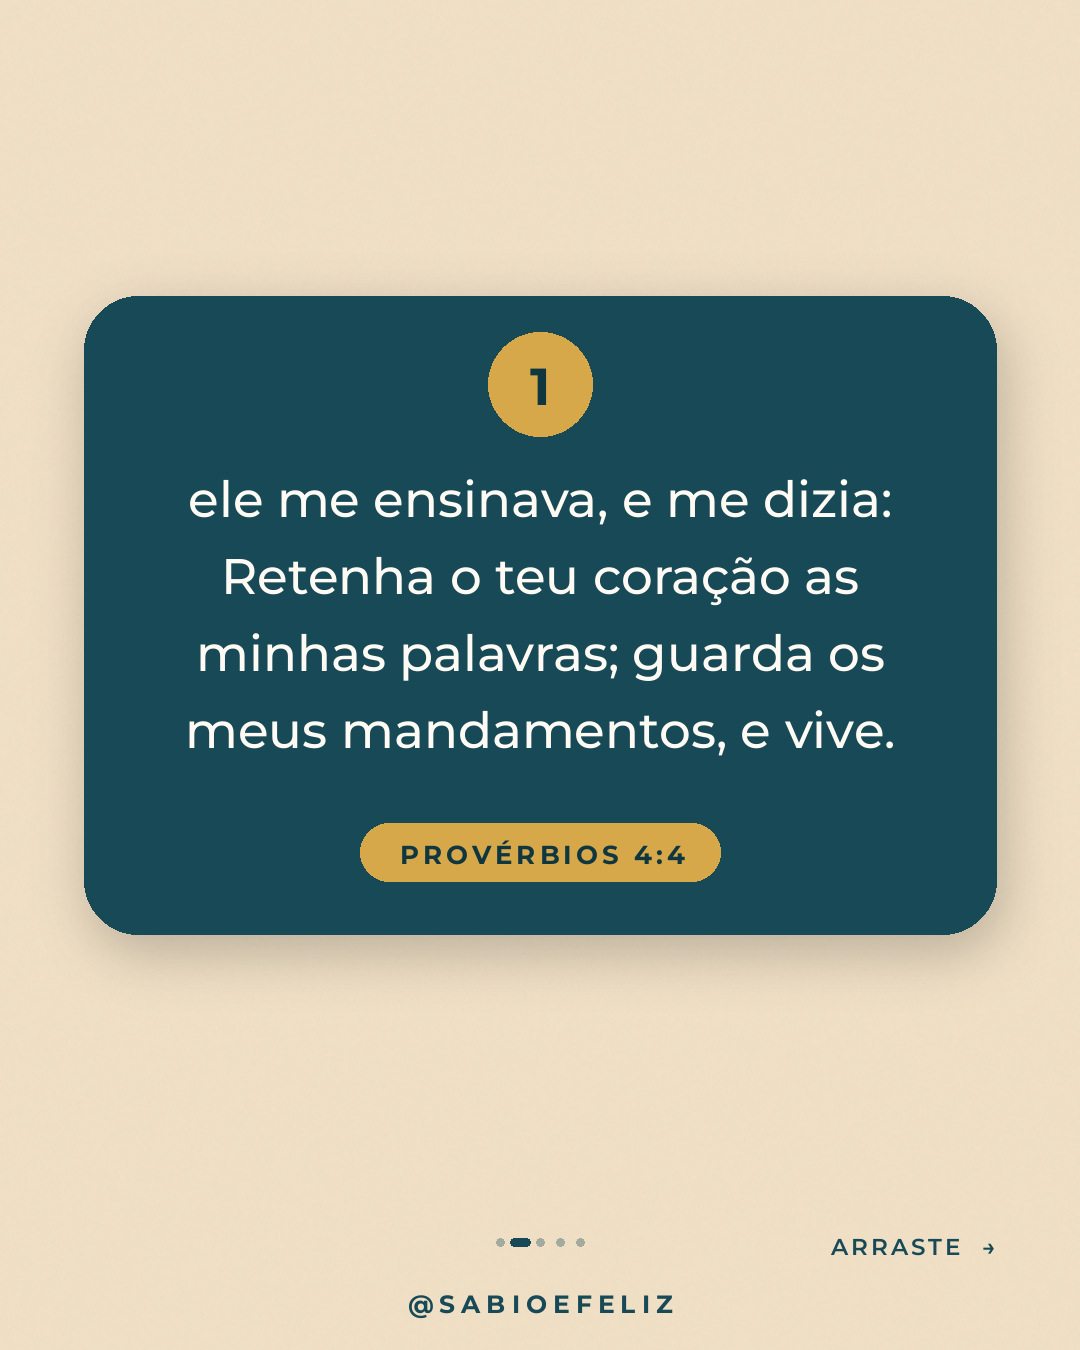 1
ele me ensinava, e me dizia:
Retenha o teu coração as
minhas palavras; guarda os
meus mandamentos, e vive.
PROVÉRBIOS 4:4
ARRASTE →
@SABIOEFELIZ